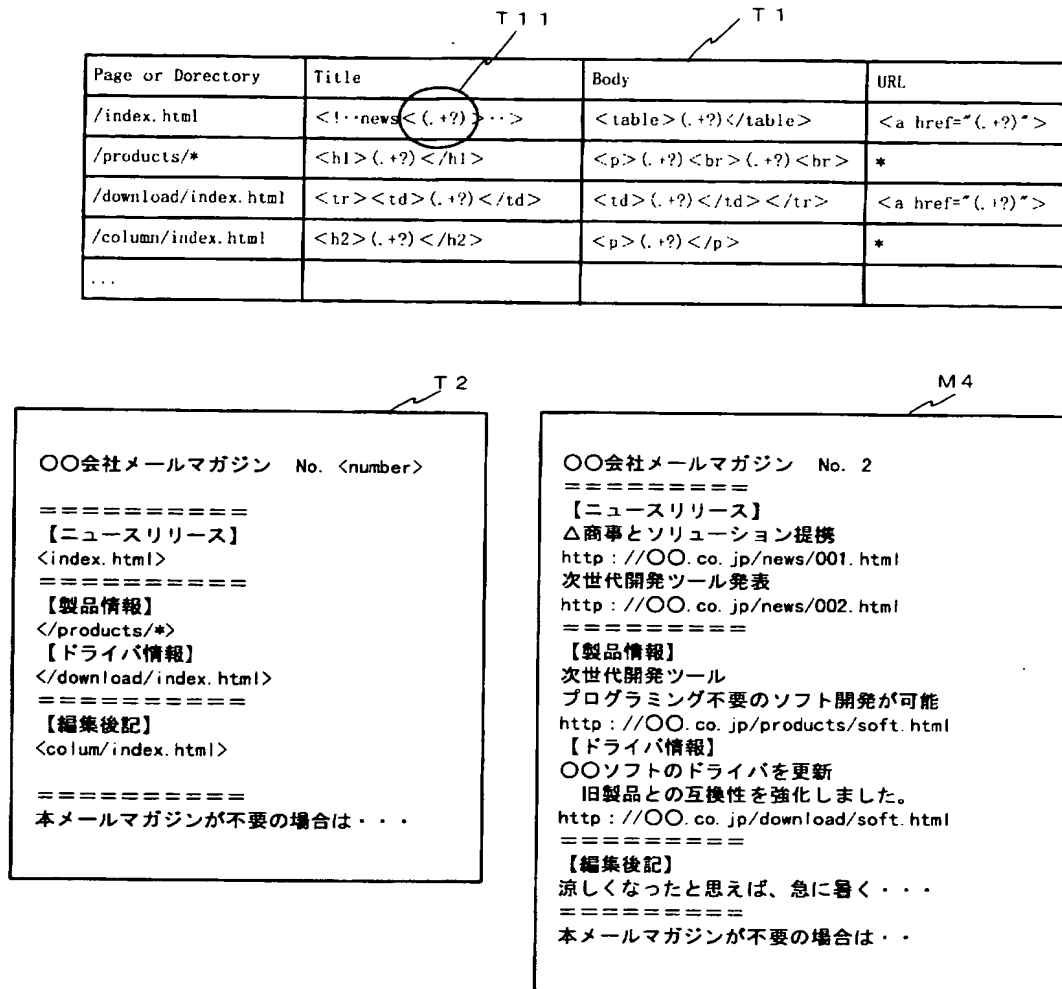 T11
T1
Page or Dorectory Title Body URL
/index.html <!‥news<(.+?)>‥> <table>(.+?)</table> <a href="(.+?)">
/products/* <h1>(.+?)</h1> <p>(.+?)<br>(.+?)<br> *
/download/index.html <tr><td>(.+?)</td> <td>(.+?)</td></tr> <a href="(.+?)">
/column/index.html <h2>(.+?)</h2> <p>(.+?)</p> *
...
T2
〇〇会社メールマガジン No. <number>
==========
【ニュースリリース】
<index.html>
==========
【製品情報】
</products/*>
【ドライバ情報】
</download/index.html>
==========
【編集後記】
<colum/index.html>
==========
本メールマガジンが不要の場合は・・・
M4
〇〇会社メールマガジン No. 2
=========
【ニュースリリース】
△商事とソリューション提携
http://〇〇.co.jp/news/001.html
次世代開発ツール発表
http://〇〇.co.jp/news/002.html
=========
【製品情報】
次世代開発ツール
プログラミング不要のソフト開発が可能
http://〇〇.co.jp/products/soft.html
【ドライバ情報】
〇〇ソフトのドライバを更新
旧製品との互換性を強化しました。
http://〇〇.co.jp/download/soft.html
=========
【編集後記】
涼しくなったと思えば、急に暑く・・・
=========
本メールマガジンが不要の場合は・・